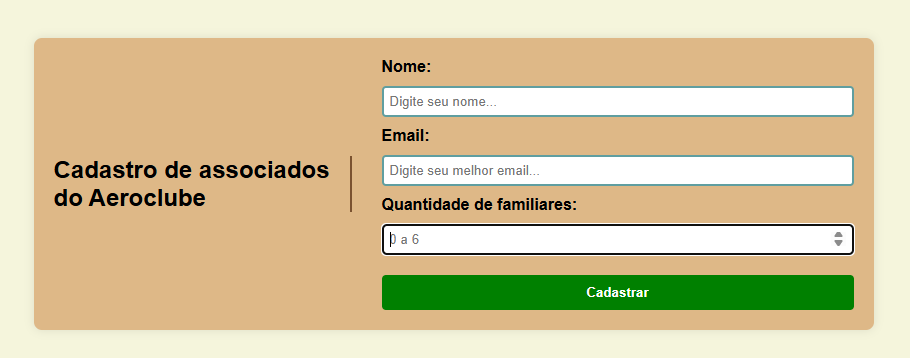 Cadastro de associados
do Aeroclube
Nome:
Digite seu nome...
Email:
Digite seu melhor email...
Quantidade de familiares:
0 a 6
Cadastrar